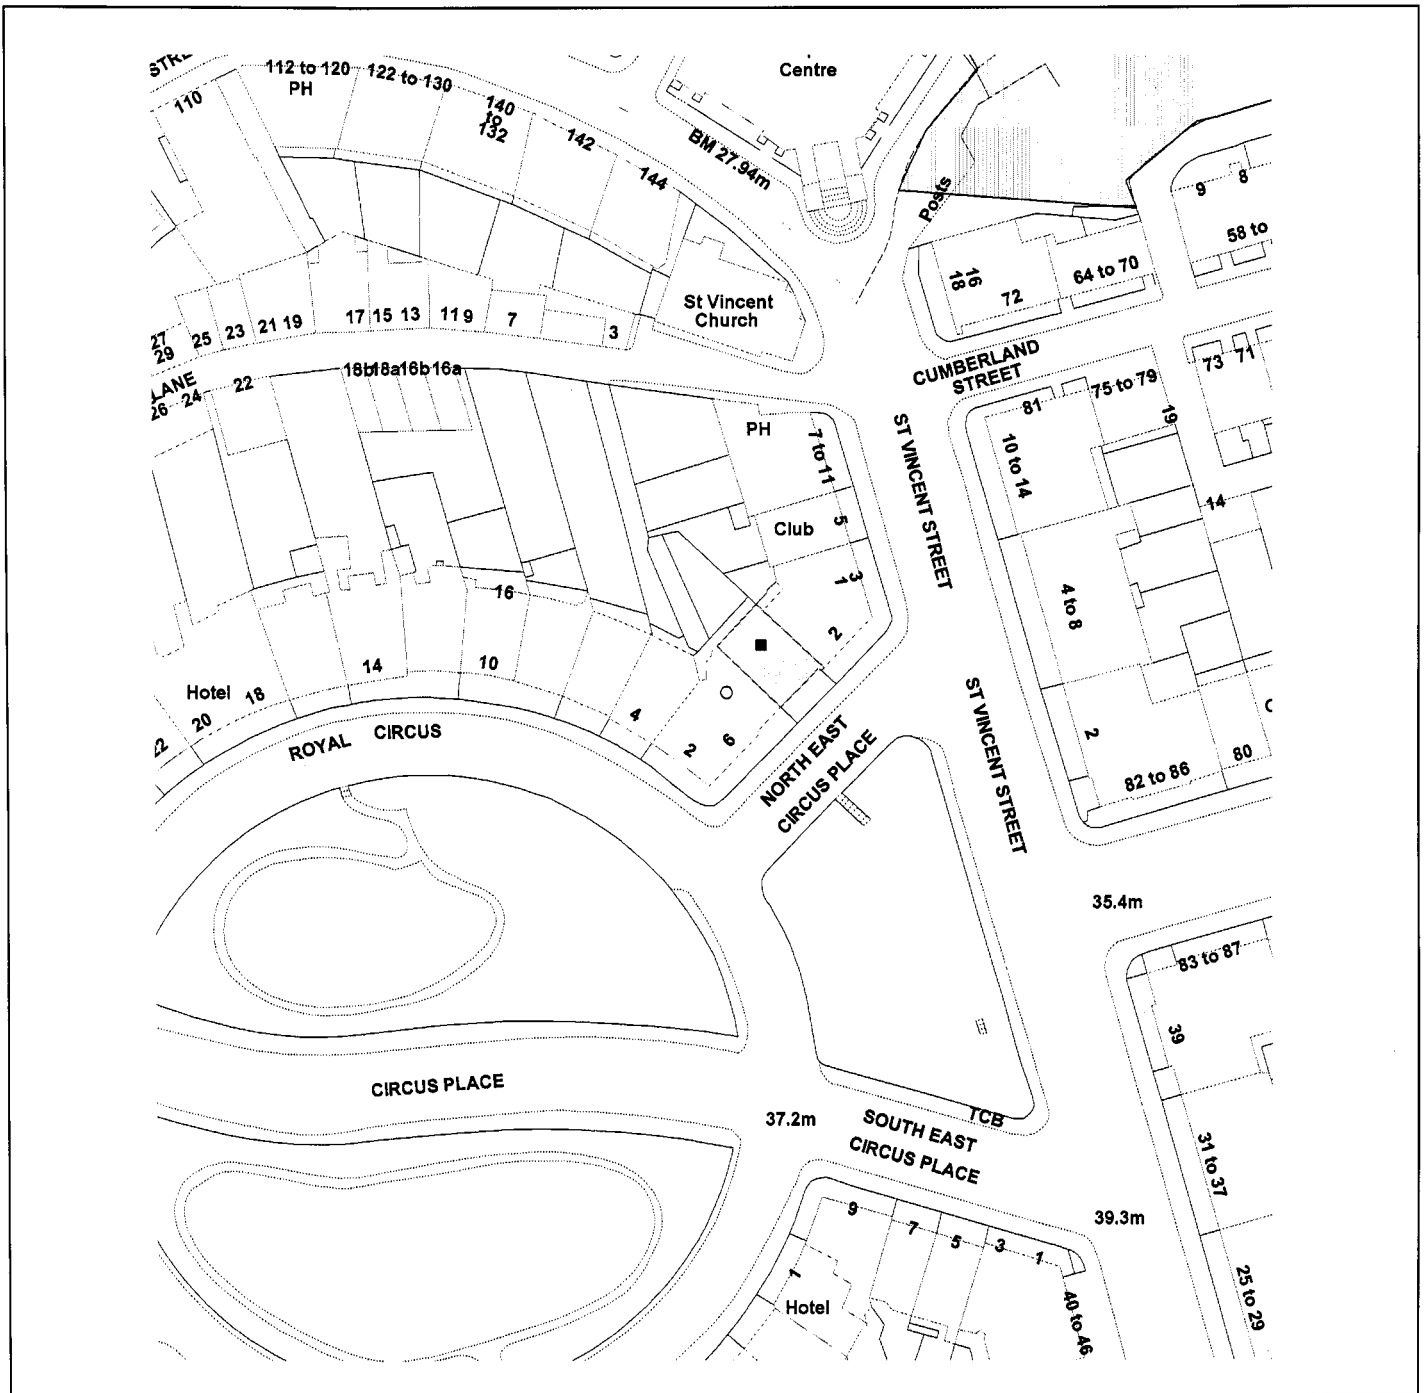 STRE
Centre
112 to 120
PH
122 to 130
110
140
to
132
142
144
BM 27.94m
Posts
9
8
58 to
64 to 70
16
18
72
St Vincent
Church
27
29
25
23
21
19
17
15
13
11
9
7
3
CUMBERLAND
STREET
LANE
26
24
22
18b
18a
16b
16a
81
75 to 79
73
71
19
PH
7 to 11
ST VINCENT STREET
10 to 14
14
Club
5
3
1
2
4 to 8
16
14
10
Hotel
18
20
22
4
2
6
ROYAL CIRCUS
NORTH EAST
CIRCUS PLACE
ST VINCENT STREET
2
82 to 86
80
35.4m
83 to 87
39
CIRCUS PLACE
37.2m
SOUTH EAST
CIRCUS PLACE
TCB
31 to 37
39.3m
9
7
5
3
1
1
Hotel
40 to 46
25 to 29